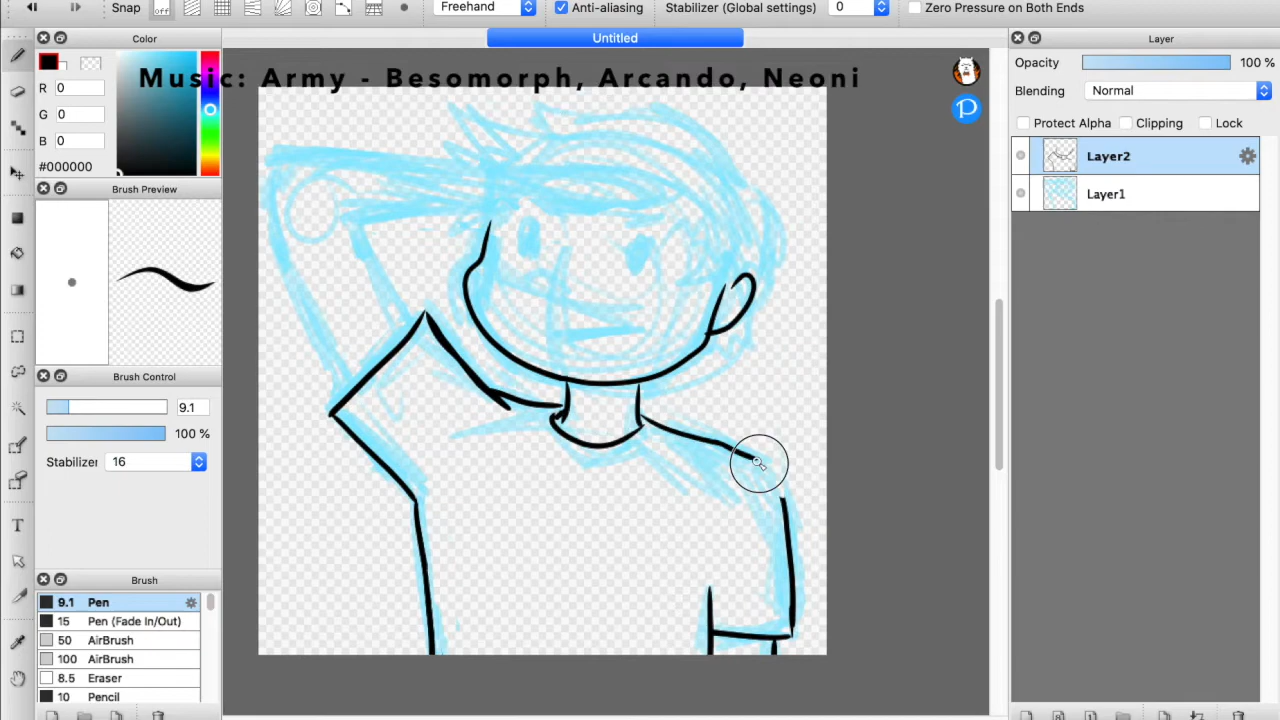 Snap
off
Freehand
Anti-aliasing
Stabilizer (Global settings)
0
Zero Pressure on Both Ends
Color
Untitled
Layer
Music: Army - Besomorph, Arcando, Neoni
R
0
G
0
B
0
#000000
Opacity
100 %
Blending
Normal
Protect Alpha
Clipping
Lock
Layer2
Layer1
Brush Preview
Brush Control
9.1
100 %
Stabilizer
16
T
Brush
9.1 Pen
15 Pen (Fade In/Out)
50 AirBrush
100 AirBrush
8.5 Eraser
10 Pencil
P